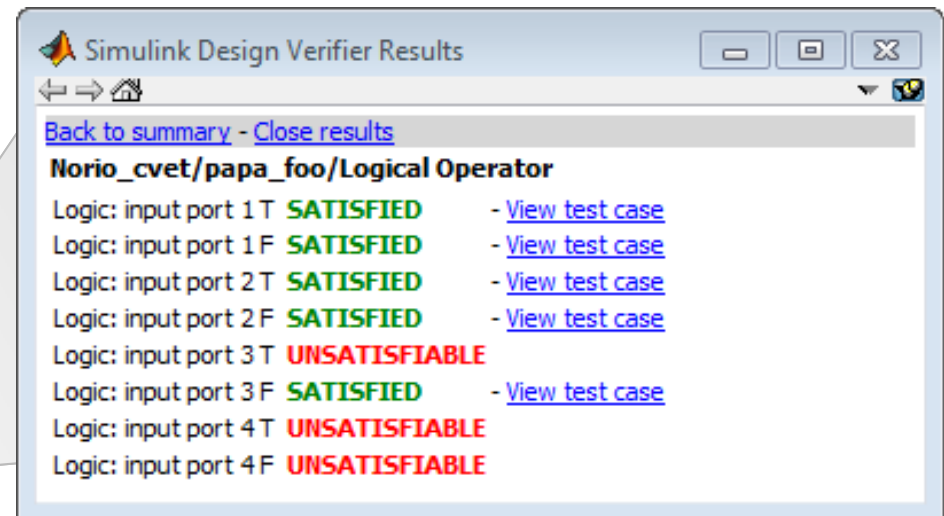 Simulink Design Verifier Results
Back to summary - Close results
Norio_cvet/papa_foo/Logical Operator
Logic: input port 1 T SATISFIED - View test case
Logic: input port 1 F SATISFIED - View test case
Logic: input port 2 T SATISFIED - View test case
Logic: input port 2 F SATISFIED - View test case
Logic: input port 3 T UNSATISFIABLE
Logic: input port 3 F SATISFIED - View test case
Logic: input port 4 T UNSATISFIABLE
Logic: input port 4 F UNSATISFIABLE